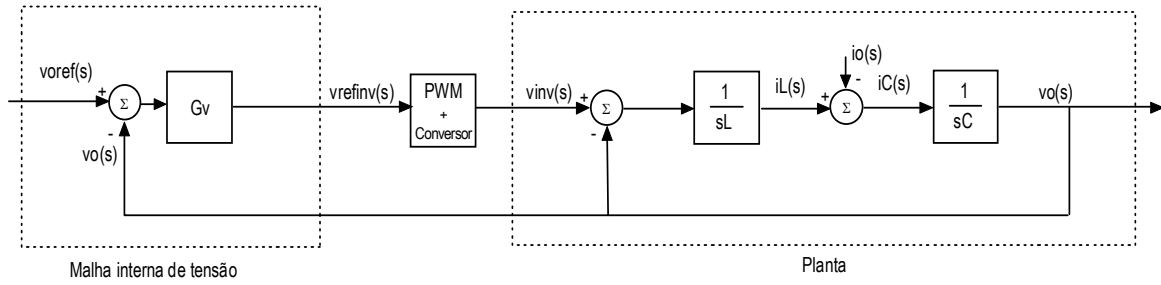 voref(s)
+
Σ
-
vo(s)
Gv
vrefinv(s)
PWM
+
Conversor
vinv(s)
+
Σ
-
1
sL
iL(s)
+
Σ
io(s)
-
iC(s)
1
sC
vo(s)
Malha interna de tensão
Planta